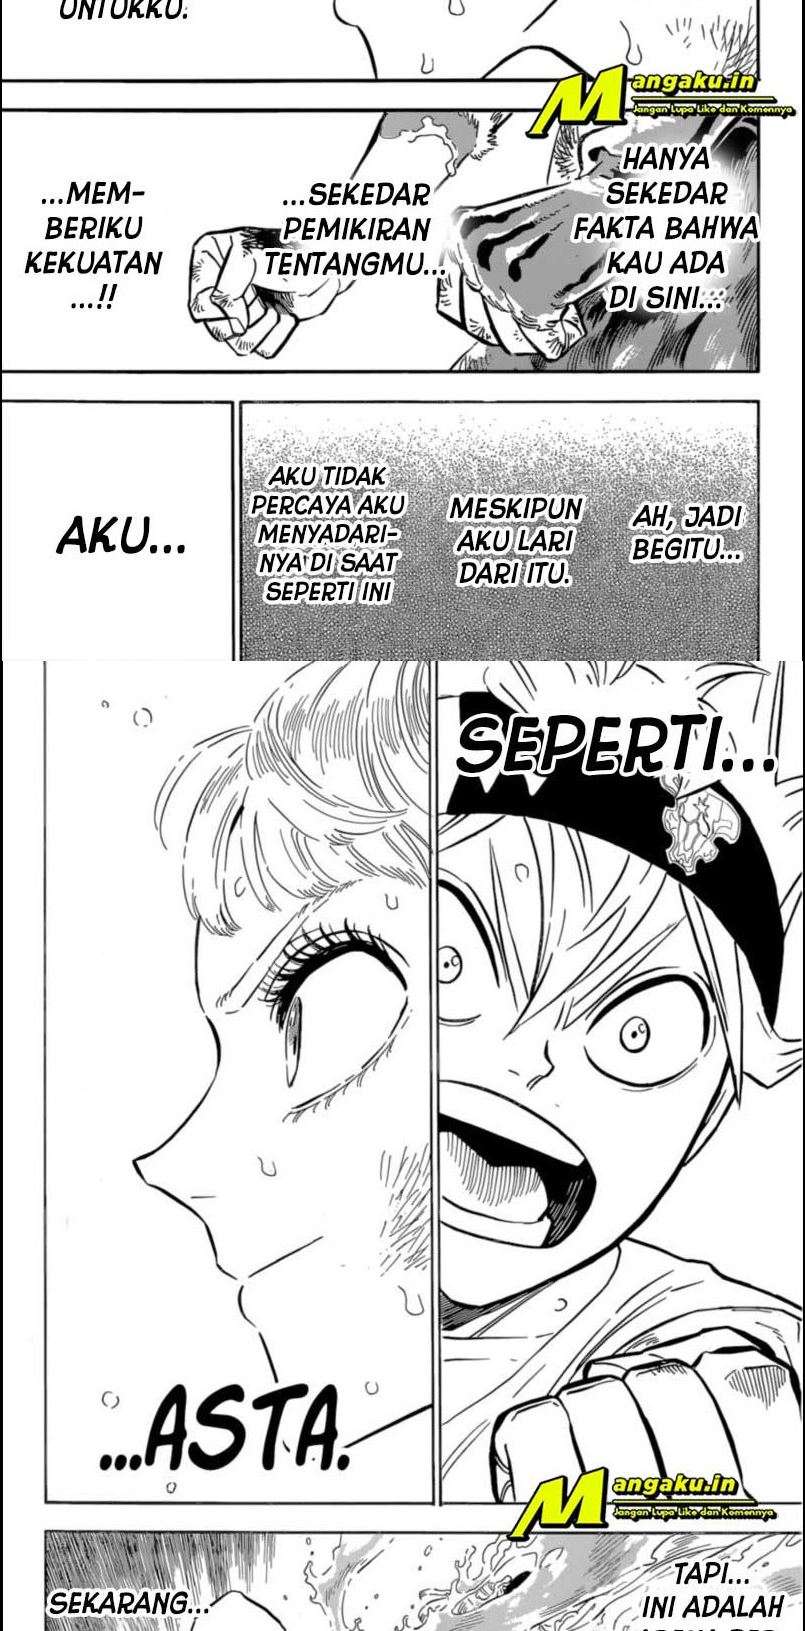 UNTUKKU.
Mangaku.in
Jangan Lupa Like dan Komennya
HANYA
SEKEDAR
FAKTA BAHWA
KAU ADA
DI SINI...
...SEKEDAR
PEMIKIRAN
TENTANGMU...
...MEM-
BERIKU
KEKUATAN
...!!
AH, JADI
BEGITU...
MESKIPUN
AKU LARI
DARI ITU.
AKU TIDAK
PERCAYA AKU
MENYADARI-
NYA DI SAAT
SEPERTI INI
AKU...
SEPERTI...
...ASTA.
Mangaku.in
Jangan Lupa Like dan Komennya
TAPI...
INI ADALAH
SEKARANG...